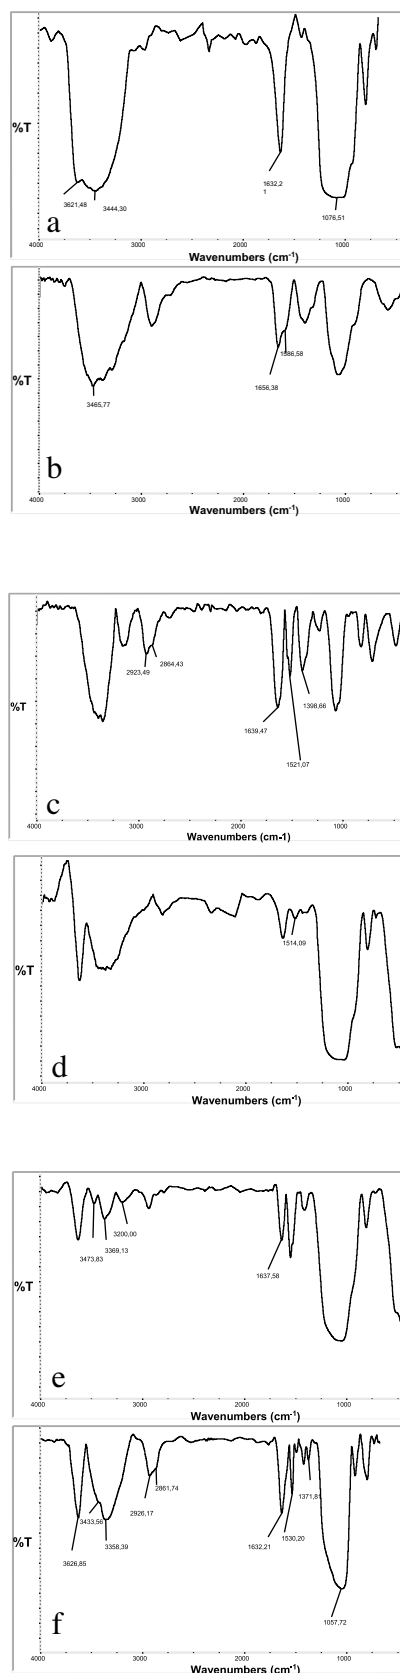 %T
3621,48
3444,30
1632,2
1
1076,51
a
4000
3000
2000
1000
Wavenumbers (cm-1)
%T
3465,77
1656,38
1586,58
b
4000
3000
2000
1000
Wavenumbers (cm-1)
%T
2923,49
2864,43
1639,47
1521,07
1398,66
c
4000
3000
2000
1000
Wavenumbers (cm-1)
%T
1514,09
d
4000
3000
2000
1000
Wavenumbers (cm-1)
%T
3473,83
3369,13
3200,00
1637,58
e
4000
3000
2000
1000
Wavenumbers (cm-1)
%T
3626,85
3433,56
3358,39
2926,17
2861,74
1632,21
1530,20
1371,81
1057,72
f
4000
3000
2000
1000
Wavenumbers (cm-1)